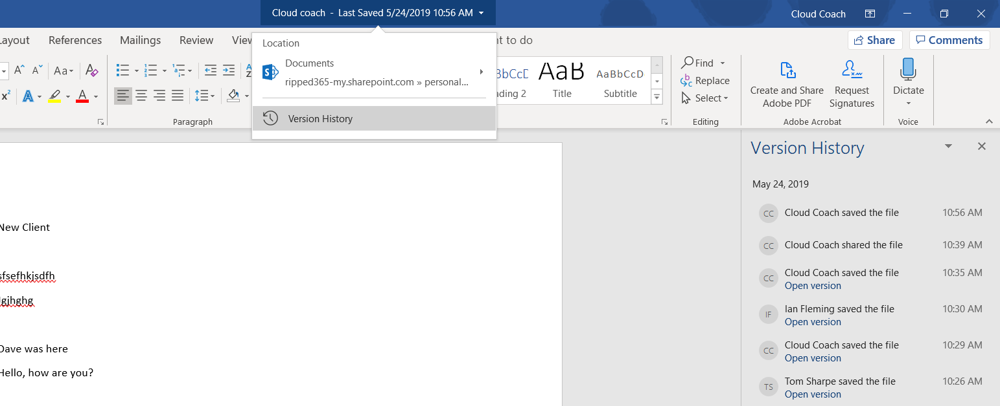 Cloud coach - Last Saved 5/24/2019 10:56 AM
Cloud Coach
Layout References Mailings Review View nt to do
Share Comments
Location
Documents
ripped365-my.sharepoint.com » personal...
Version History
Aa
AaBbCcD AaB AaBbCcD
ading 2 Title Subtitle
Find
Replace
Select
Create and Share
Adobe PDF
Request
Signatures
Dictate
Paragraph
Editing
Adobe Acrobat
Voice
New Client
sfsefhkjsdfh
Jgjhghg
Dave was here
Hello, how are you?
Version History
May 24, 2019
CC Cloud Coach saved the file 10:56 AM
CC Cloud Coach shared the file 10:39 AM
CC Cloud Coach saved the file 10:35 AM
Open version
IF Ian Fleming saved the file 10:30 AM
Open version
CC Cloud Coach saved the file 10:29 AM
Open version
TS Tom Sharpe saved the file 10:26 AM
Open version